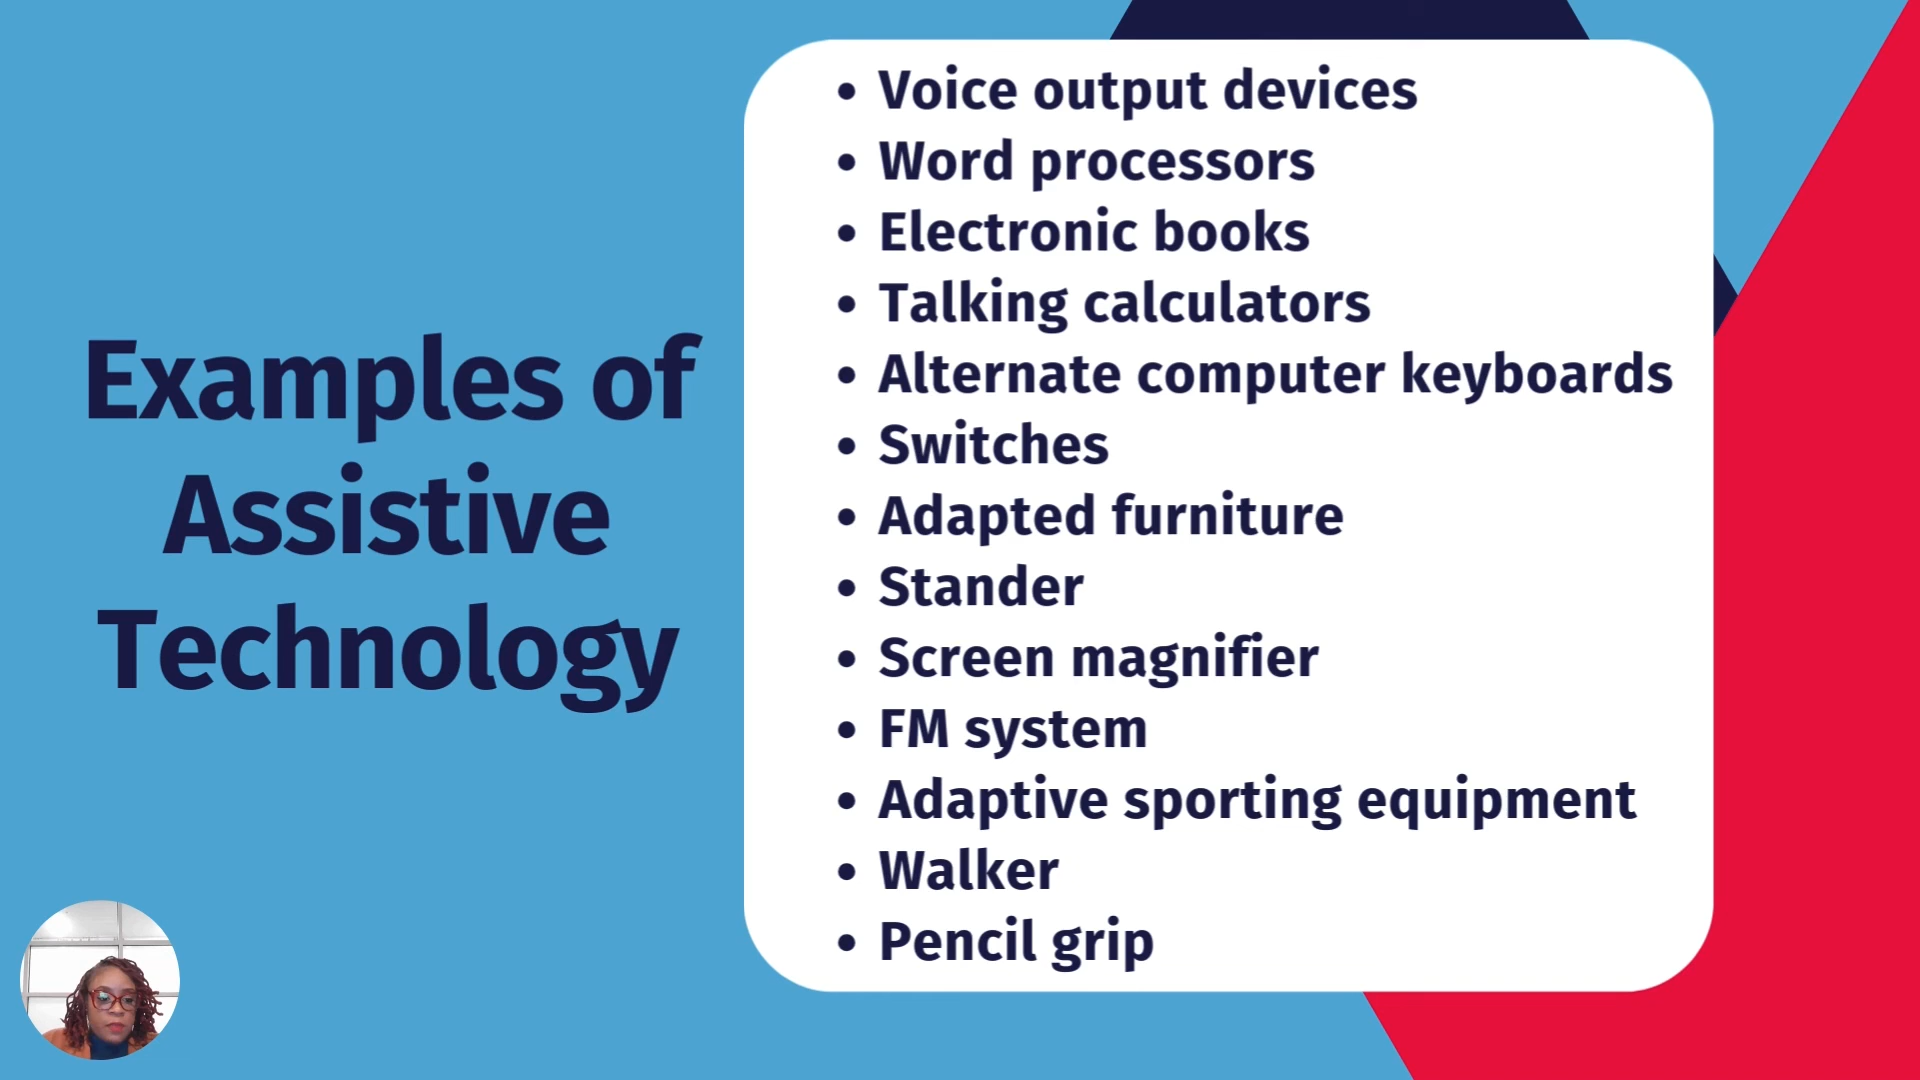 Examples of
Assistive
Technology
• Voice output devices
• Word processors
• Electronic books
• Talking calculators
• Alternate computer keyboards
• Switches
• Adapted furniture
• Stander
• Screen magnifier
• FM system
• Adaptive sporting equipment
• Walker
• Pencil grip